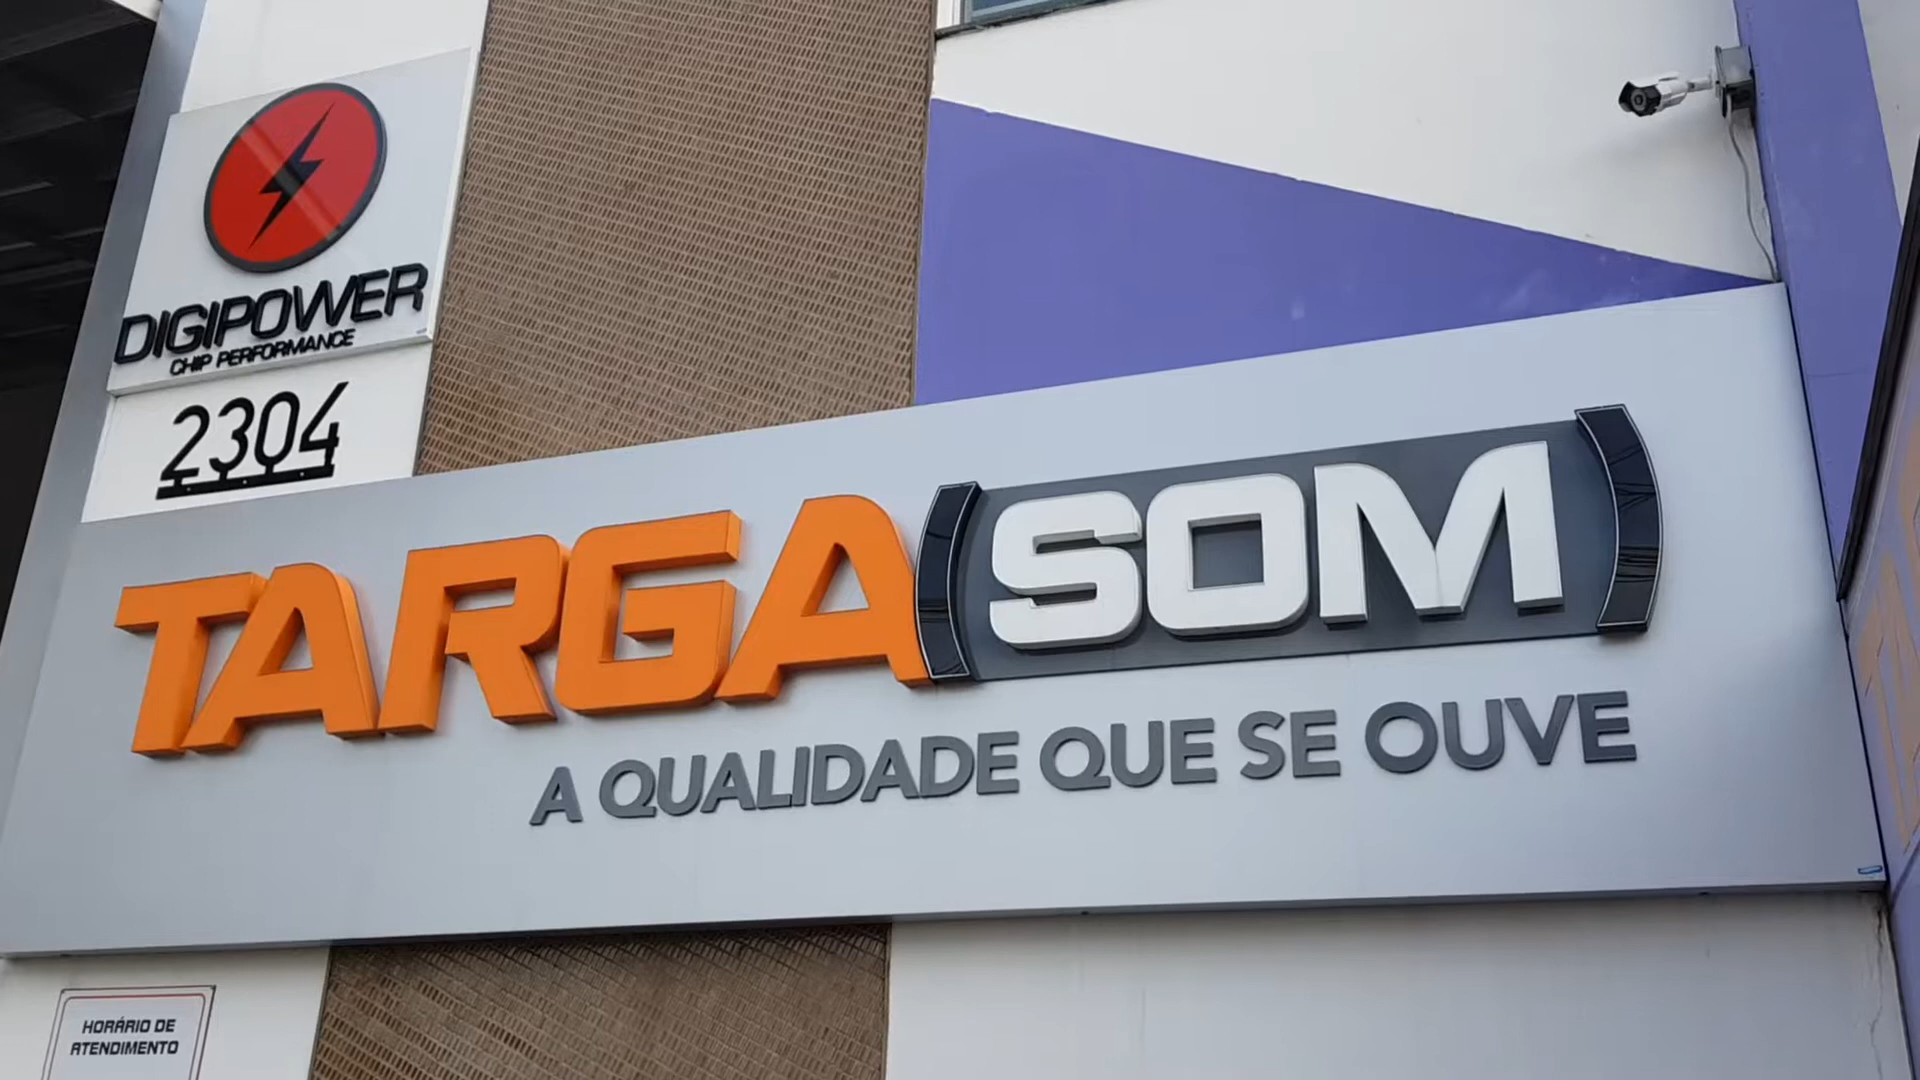 DIGIPOWER
CHIP PERFORMANCE
2304
TARGA(SOM)
A QUALIDADE QUE SE OUVE
HORÁRIO DE
ATENDIMENTO